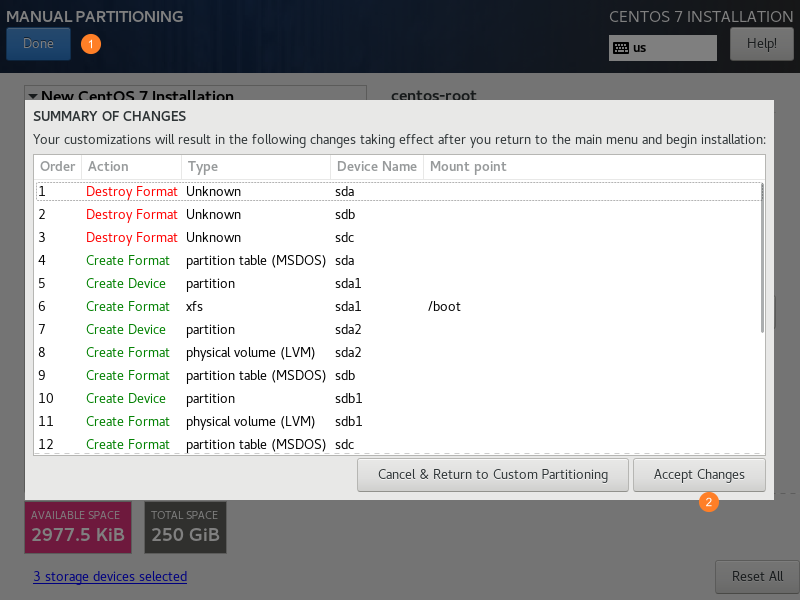 MANUAL PARTITIONING
CENTOS 7 INSTALLATION
Done
1
us
Help!
New CentOS 7 Installation
centos-root
SUMMARY OF CHANGES
Your customizations will result in the following changes taking effect after you return to the main menu and begin installation:
Order Action Type Device Name Mount point
1 Destroy Format Unknown sda
2 Destroy Format Unknown sdb
3 Destroy Format Unknown sdc
4 Create Format partition table (MSDOS) sda
5 Create Device partition sda1
6 Create Format xfs sda1 /boot
7 Create Device partition sda2
8 Create Format physical volume (LVM) sda2
9 Create Format partition table (MSDOS) sdb
10 Create Device partition sdb1
11 Create Format physical volume (LVM) sdb1
12 Create Format partition table (MSDOS) sdc
Cancel & Return to Custom Partitioning
Accept Changes
2
AVAILABLE SPACE
2977.5 KiB
TOTAL SPACE
250 GiB
3 storage devices selected
Reset All